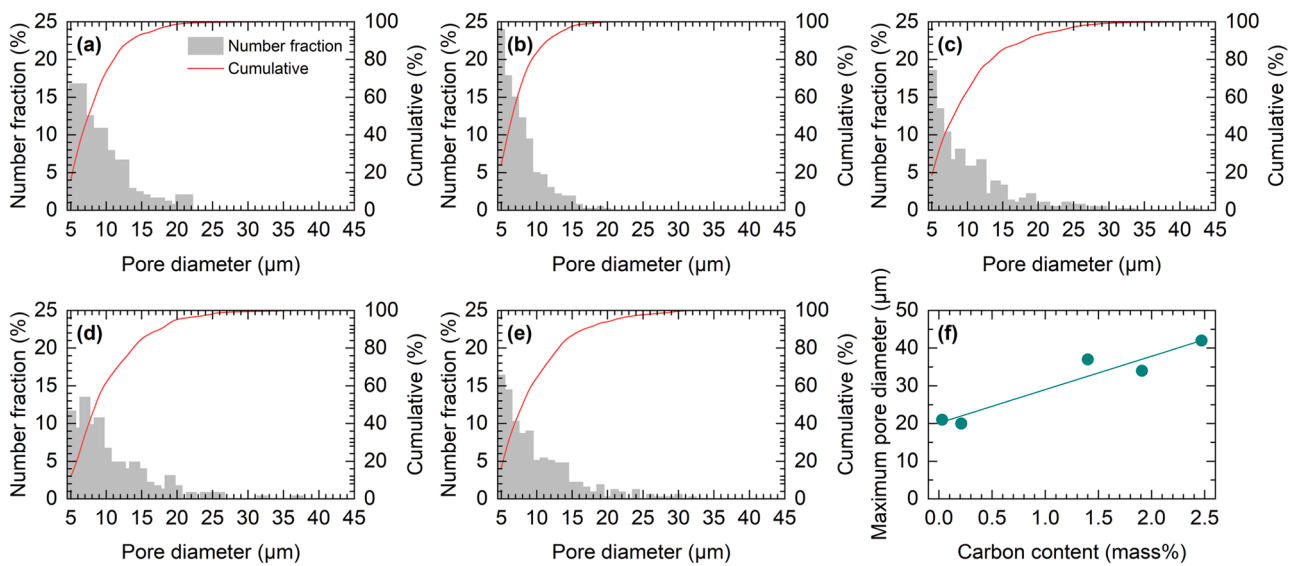 (a)
Number fraction
Cumulative
Number fraction (%)
0
5
10
15
20
25
Cumulative (%)
0
20
40
60
80
100
5 10 15 20 25 30 35 40 45
Pore diameter (µm)
(b)
Number fraction (%)
0
5
10
15
20
25
Cumulative (%)
0
20
40
60
80
100
5 10 15 20 25 30 35 40 45
Pore diameter (µm)
(c)
Number fraction (%)
0
5
10
15
20
25
Cumulative (%)
0
20
40
60
80
100
5 10 15 20 25 30 35 40 45
Pore diameter (µm)
(d)
Number fraction (%)
0
5
10
15
20
25
Cumulative (%)
0
20
40
60
80
100
5 10 15 20 25 30 35 40 45
Pore diameter (µm)
(e)
Number fraction (%)
0
5
10
15
20
25
Cumulative (%)
0
20
40
60
80
100
5 10 15 20 25 30 35 40 45
Pore diameter (µm)
(f)
Maximum pore diameter (µm)
0
10
20
30
40
50
0.0 0.5 1.0 1.5 2.0 2.5
Carbon content (mass%)